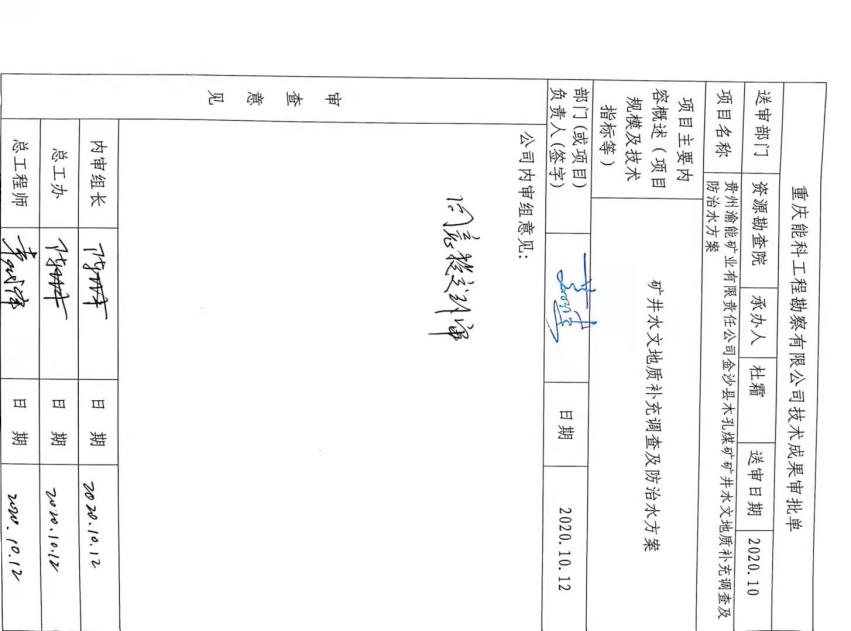 重庆能科工程勘察有限公司技术成果审批单
送审部门 资源勘查院 承办人 杜霜 送审日期 2020.10
项目名称 贵州渝能矿业有限责任公司金沙县木孔煤矿矿井水文地质补充调查及
防治水方案
项目主要内
容概述（项目
规模及技术
指标等）
矿井水文地质补充调查及防治水方案
部门（或项目）
负责人（签字）
日期 2020.10.12
审查意见
公司内审组意见：
同意提交评审
内审组长 日期 2020.10.12
总工办 日期 2020.10.12
总工程师 日期 2020.10.12